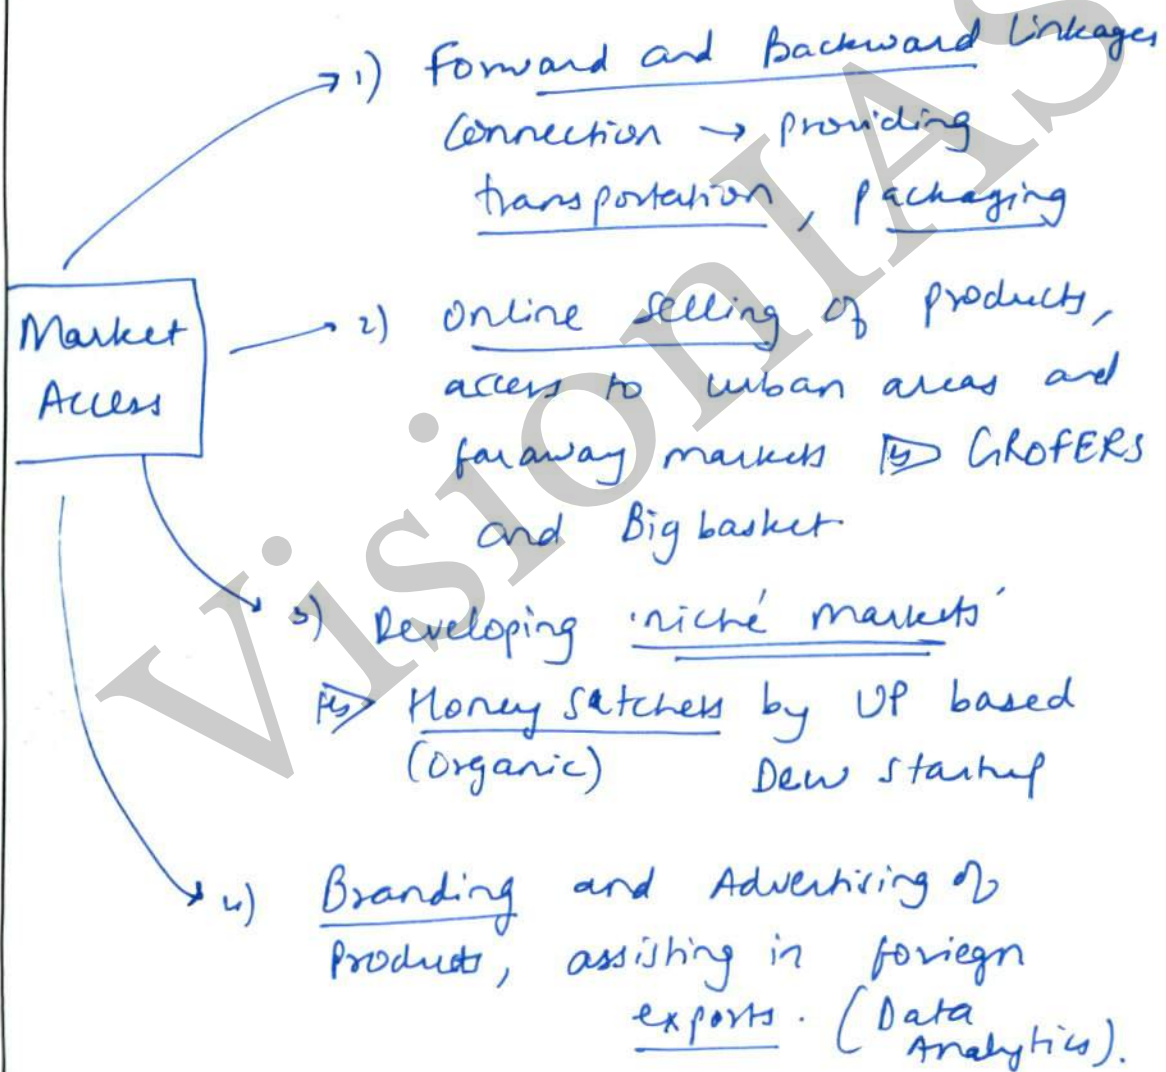 1) Forward and Backward Linkages
Connection → providing
transportation, packaging
Market
Access
2) Online selling of products,
access to urban areas and
faraway markets Eg GROFERS
and Big basket.
3) Developing 'niché markets'
Eg Honey Satchets by UP based
(Organic) Dew Startup
4) Branding and Advertising of
Products, assisting in foriegn
exports. (Data
Analytics).
VisionIAS